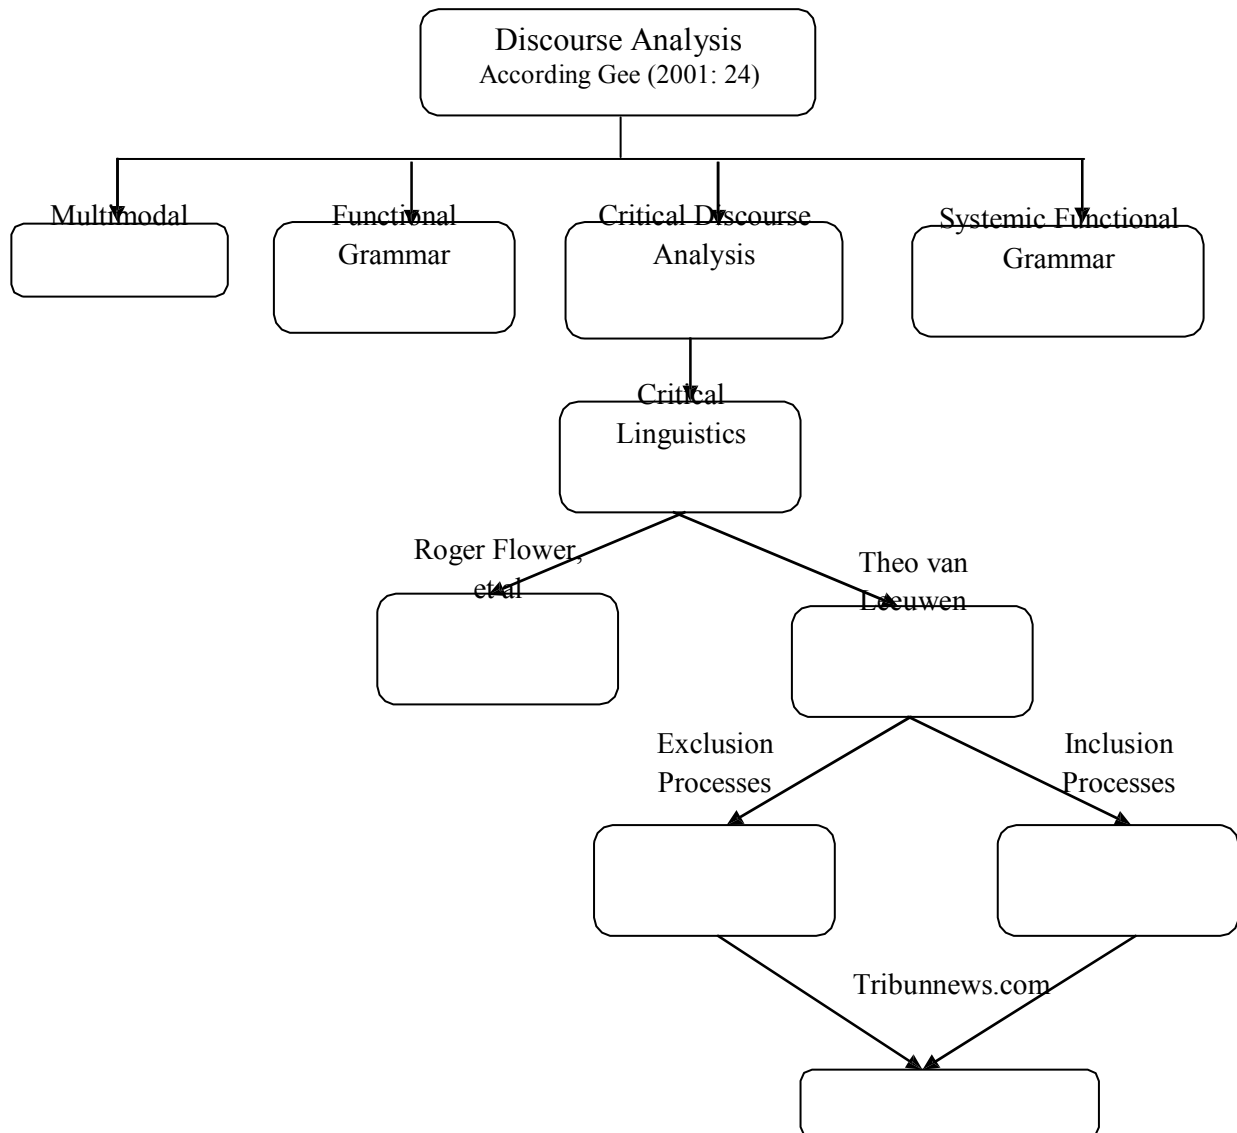 Discourse Analysis
According Gee (2001: 24)
Multimodal
Functional
Grammar
Critical Discourse
Analysis
Systemic Functional
Grammar
Critical
Linguistics
Roger Flower,
et al
Theo van
Leeuwen
Exclusion
Processes
Inclusion
Processes
Tribunnews.com